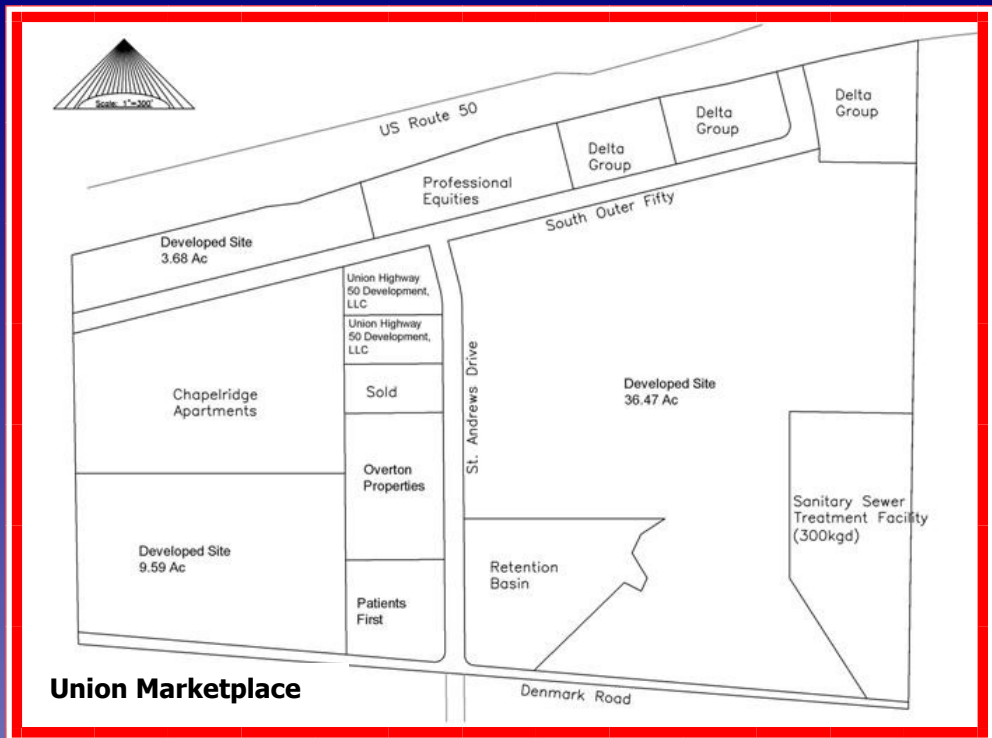 Scale: 1"=300'
US Route 50
Delta
Group
Delta
Group
Delta
Group
Professional
Equities
South Outer Fifty
Developed Site
3.68 Ac
Union Highway
50 Development,
LLC
Union Highway
50 Development,
LLC
Sold
Chapelridge
Apartments
St. Andrews Drive
Developed Site
36.47 Ac
Overton
Properties
Sanitary Sewer
Treatment Facility
(300kgd)
Developed Site
9.59 Ac
Retention
Basin
Patients
First
Union Marketplace
Denmark Road